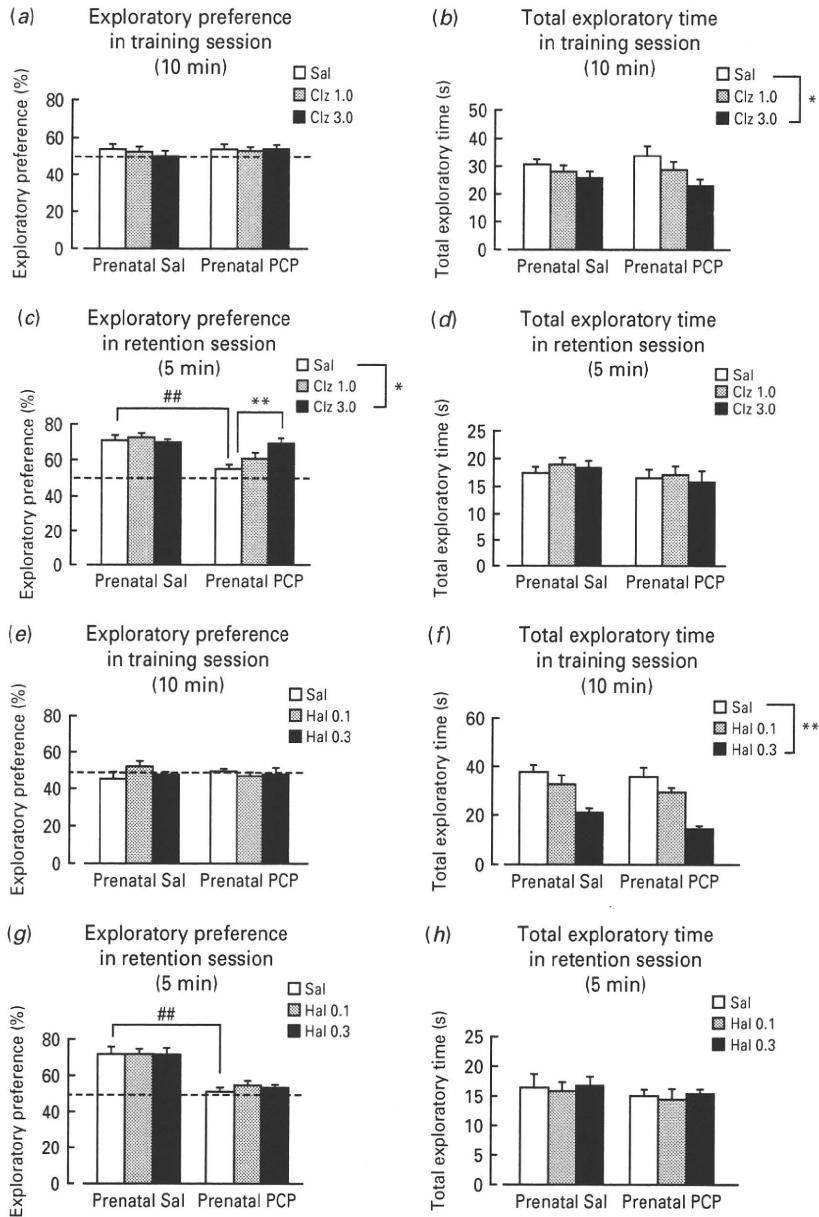 (a) Exploratory preference
in training session
(10 min)
Sal
Clz 1.0
Clz 3.0
Exploratory preference (%)
80
60
40
20
0
Prenatal Sal Prenatal PCP
(b) Total exploratory time
in training session
(10 min)
Sal
Clz 1.0
Clz 3.0
*
Total exploratory time (s)
50
40
30
20
10
0
Prenatal Sal Prenatal PCP
(c) Exploratory preference
in retention session
(5 min)
Sal
Clz 1.0
Clz 3.0
*
##
**
Exploratory preference (%)
80
70
60
40
20
0
Prenatal Sal Prenatal PCP
(d) Total exploratory time
in retention session
(5 min)
Sal
Clz 1.0
Clz 3.0
Total exploratory time (s)
25
20
15
10
5
0
Prenatal Sal Prenatal PCP
(e) Exploratory preference
in training session
(10 min)
Sal
Hal 0.1
Hal 0.3
Exploratory preference (%)
80
60
40
20
0
Prenatal Sal Prenatal PCP
(f) Total exploratory time
in training session
(10 min)
Sal
Hal 0.1
Hal 0.3
**
Total exploratory time (s)
60
40
20
0
Prenatal Sal Prenatal PCP
(g) Exploratory preference
in retention session
(5 min)
Sal
Hal 0.1
Hal 0.3
##
Exploratory preference (%)
80
60
40
20
0
Prenatal Sal Prenatal PCP
(h) Total exploratory time
in retention session
(5 min)
Sal
Hal 0.1
Hal 0.3
Total exploratory time (s)
25
20
15
10
5
0
Prenatal Sal Prenatal PCP